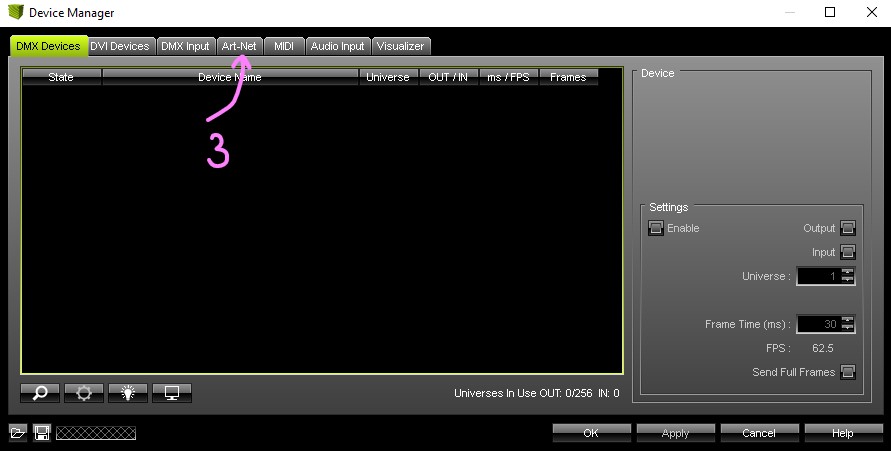 Device Manager
DMX Devices DVI Devices DMX Input Art-Net MIDI Audio Input Visualizer
State Device Name Universe OUT / IN ms / FPS Frames
3
Device
Settings
Enable Output
Input
Universe : 1
Frame Time (ms) : 30
FPS : 62.5
Send Full Frames
Universes In Use OUT: 0/256 IN: 0
OK Apply Cancel Help